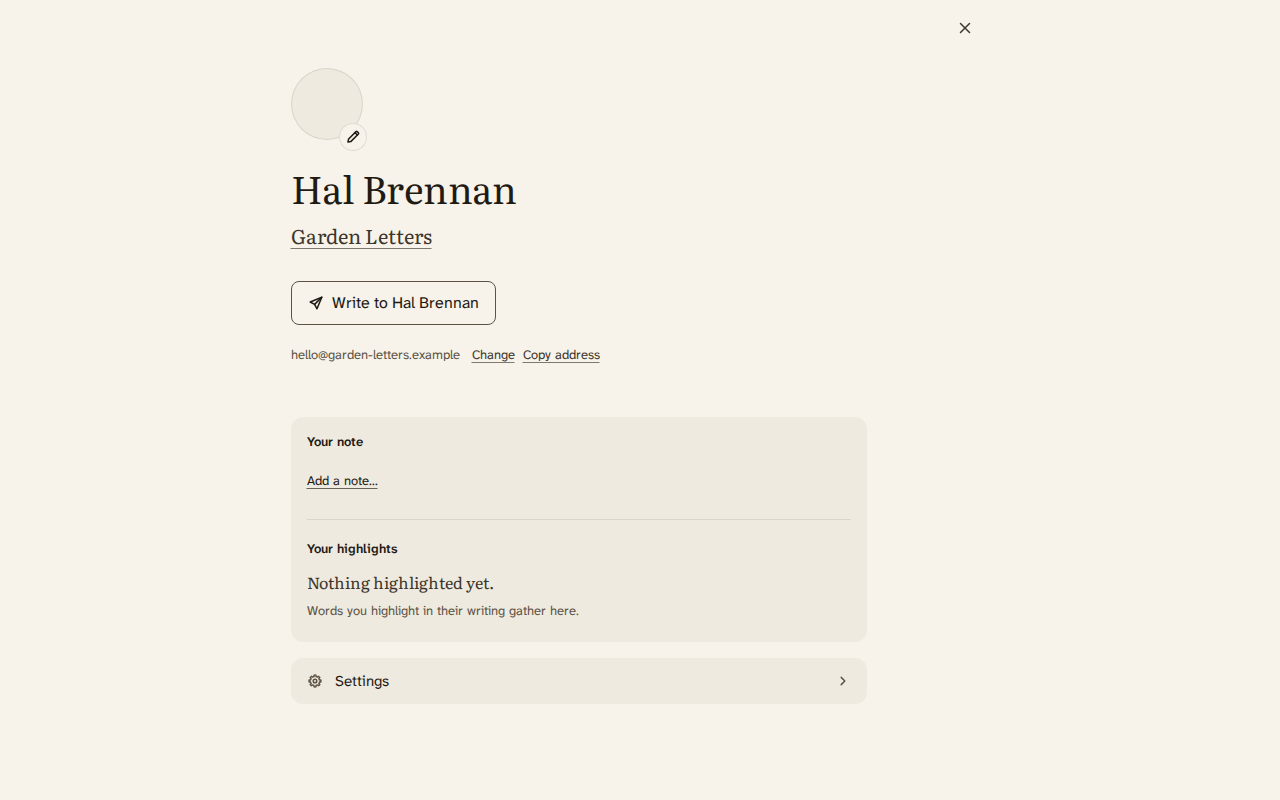 Hal Brennan
Garden Letters
Write to Hal Brennan
hello@garden-letters.example Change Copy address
Your note
Add a note...
Your highlights
Nothing highlighted yet.
Words you highlight in their writing gather here.
Settings